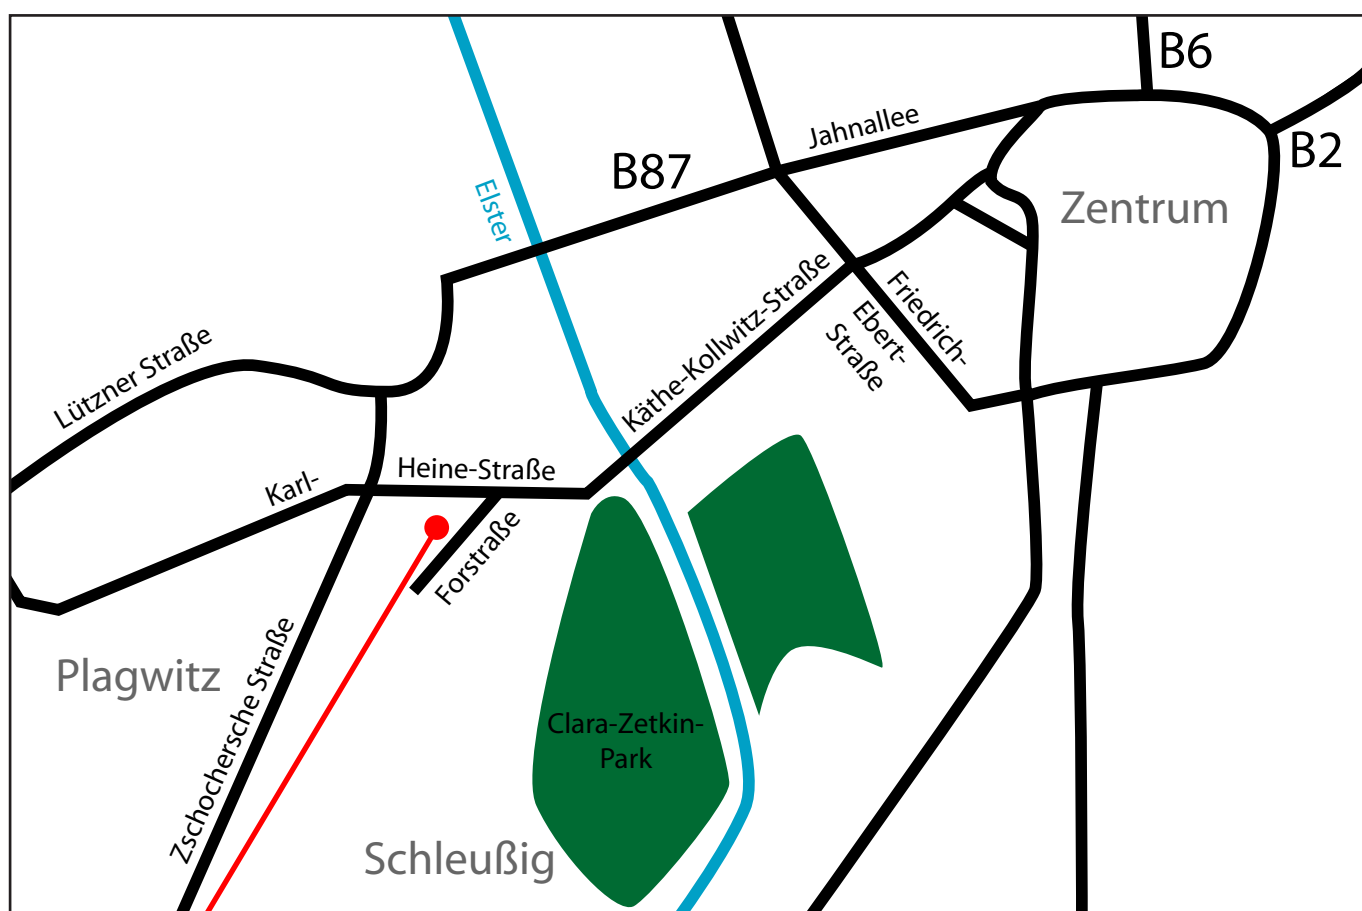 B6
Jahnallee
B2
B87
Elster
Zentrum
Friedrich-
Ebert-
Straße
Käthe-Kollwitz-Straße
Lützner Straße
Karl-
Heine-Straße
Forstraße
Plagwitz
Zschochersche Straße
Clara-Zetkin-
Park
Schleußig